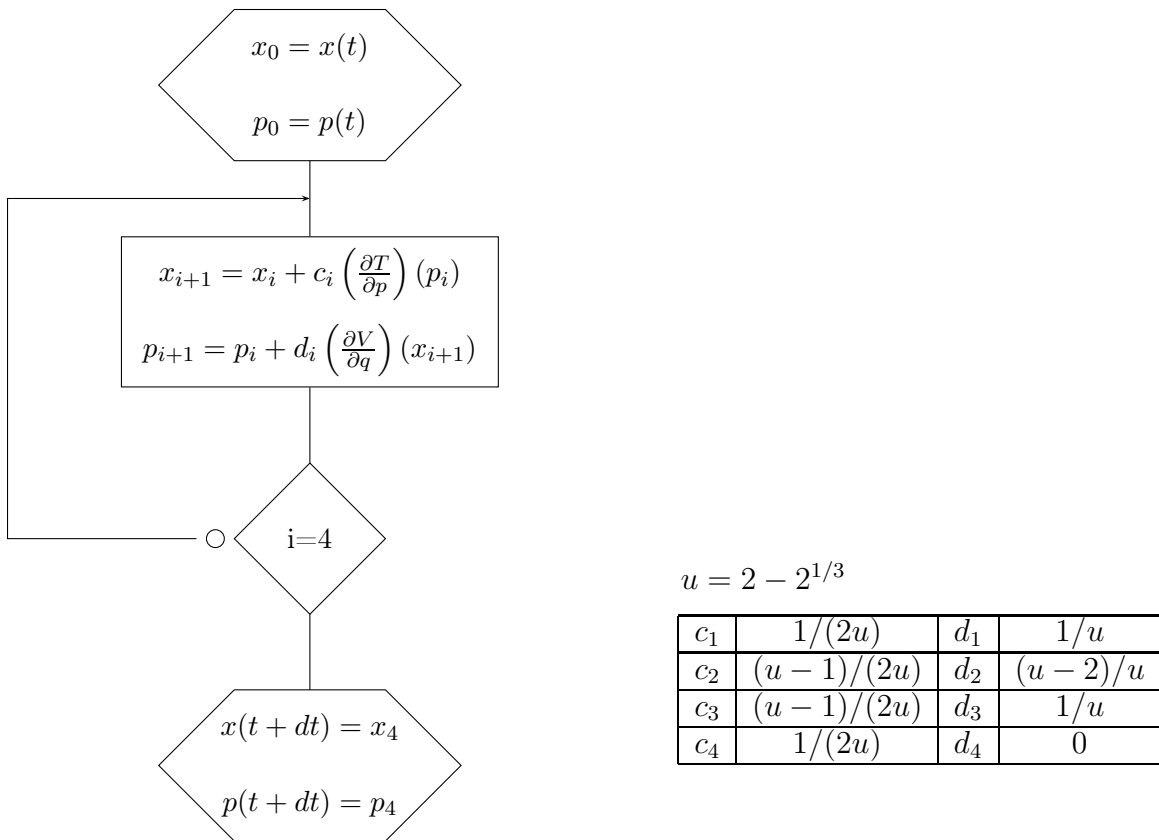 x_0 = x(t)
p_0 = p(t)
x_{i+1} = x_i + c_i (∂T/∂p) (p_i)
p_{i+1} = p_i + d_i (∂V/∂q) (x_{i+1})
i=4
x(t + dt) = x_4
p(t + dt) = p_4
u = 2 − 2^{1/3}
c_1 1/(2u) d_1 1/u
c_2 (u − 1)/(2u) d_2 (u − 2)/u
c_3 (u − 1)/(2u) d_3 1/u
c_4 1/(2u) d_4 0